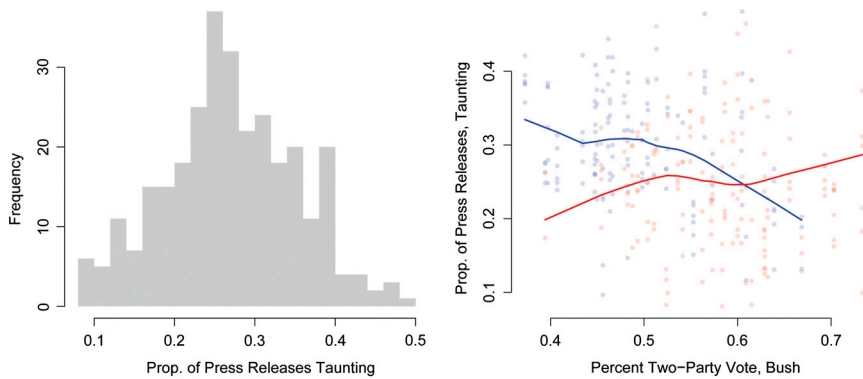 Frequency
30
20
10
0
0.1 0.2 0.3 0.4 0.5
Prop. of Press Releases Taunting
Prop. of Press Releases, Taunting
0.4
0.3
0.2
0.1
0.4 0.5 0.6 0.7
Percent Two−Party Vote, Bush